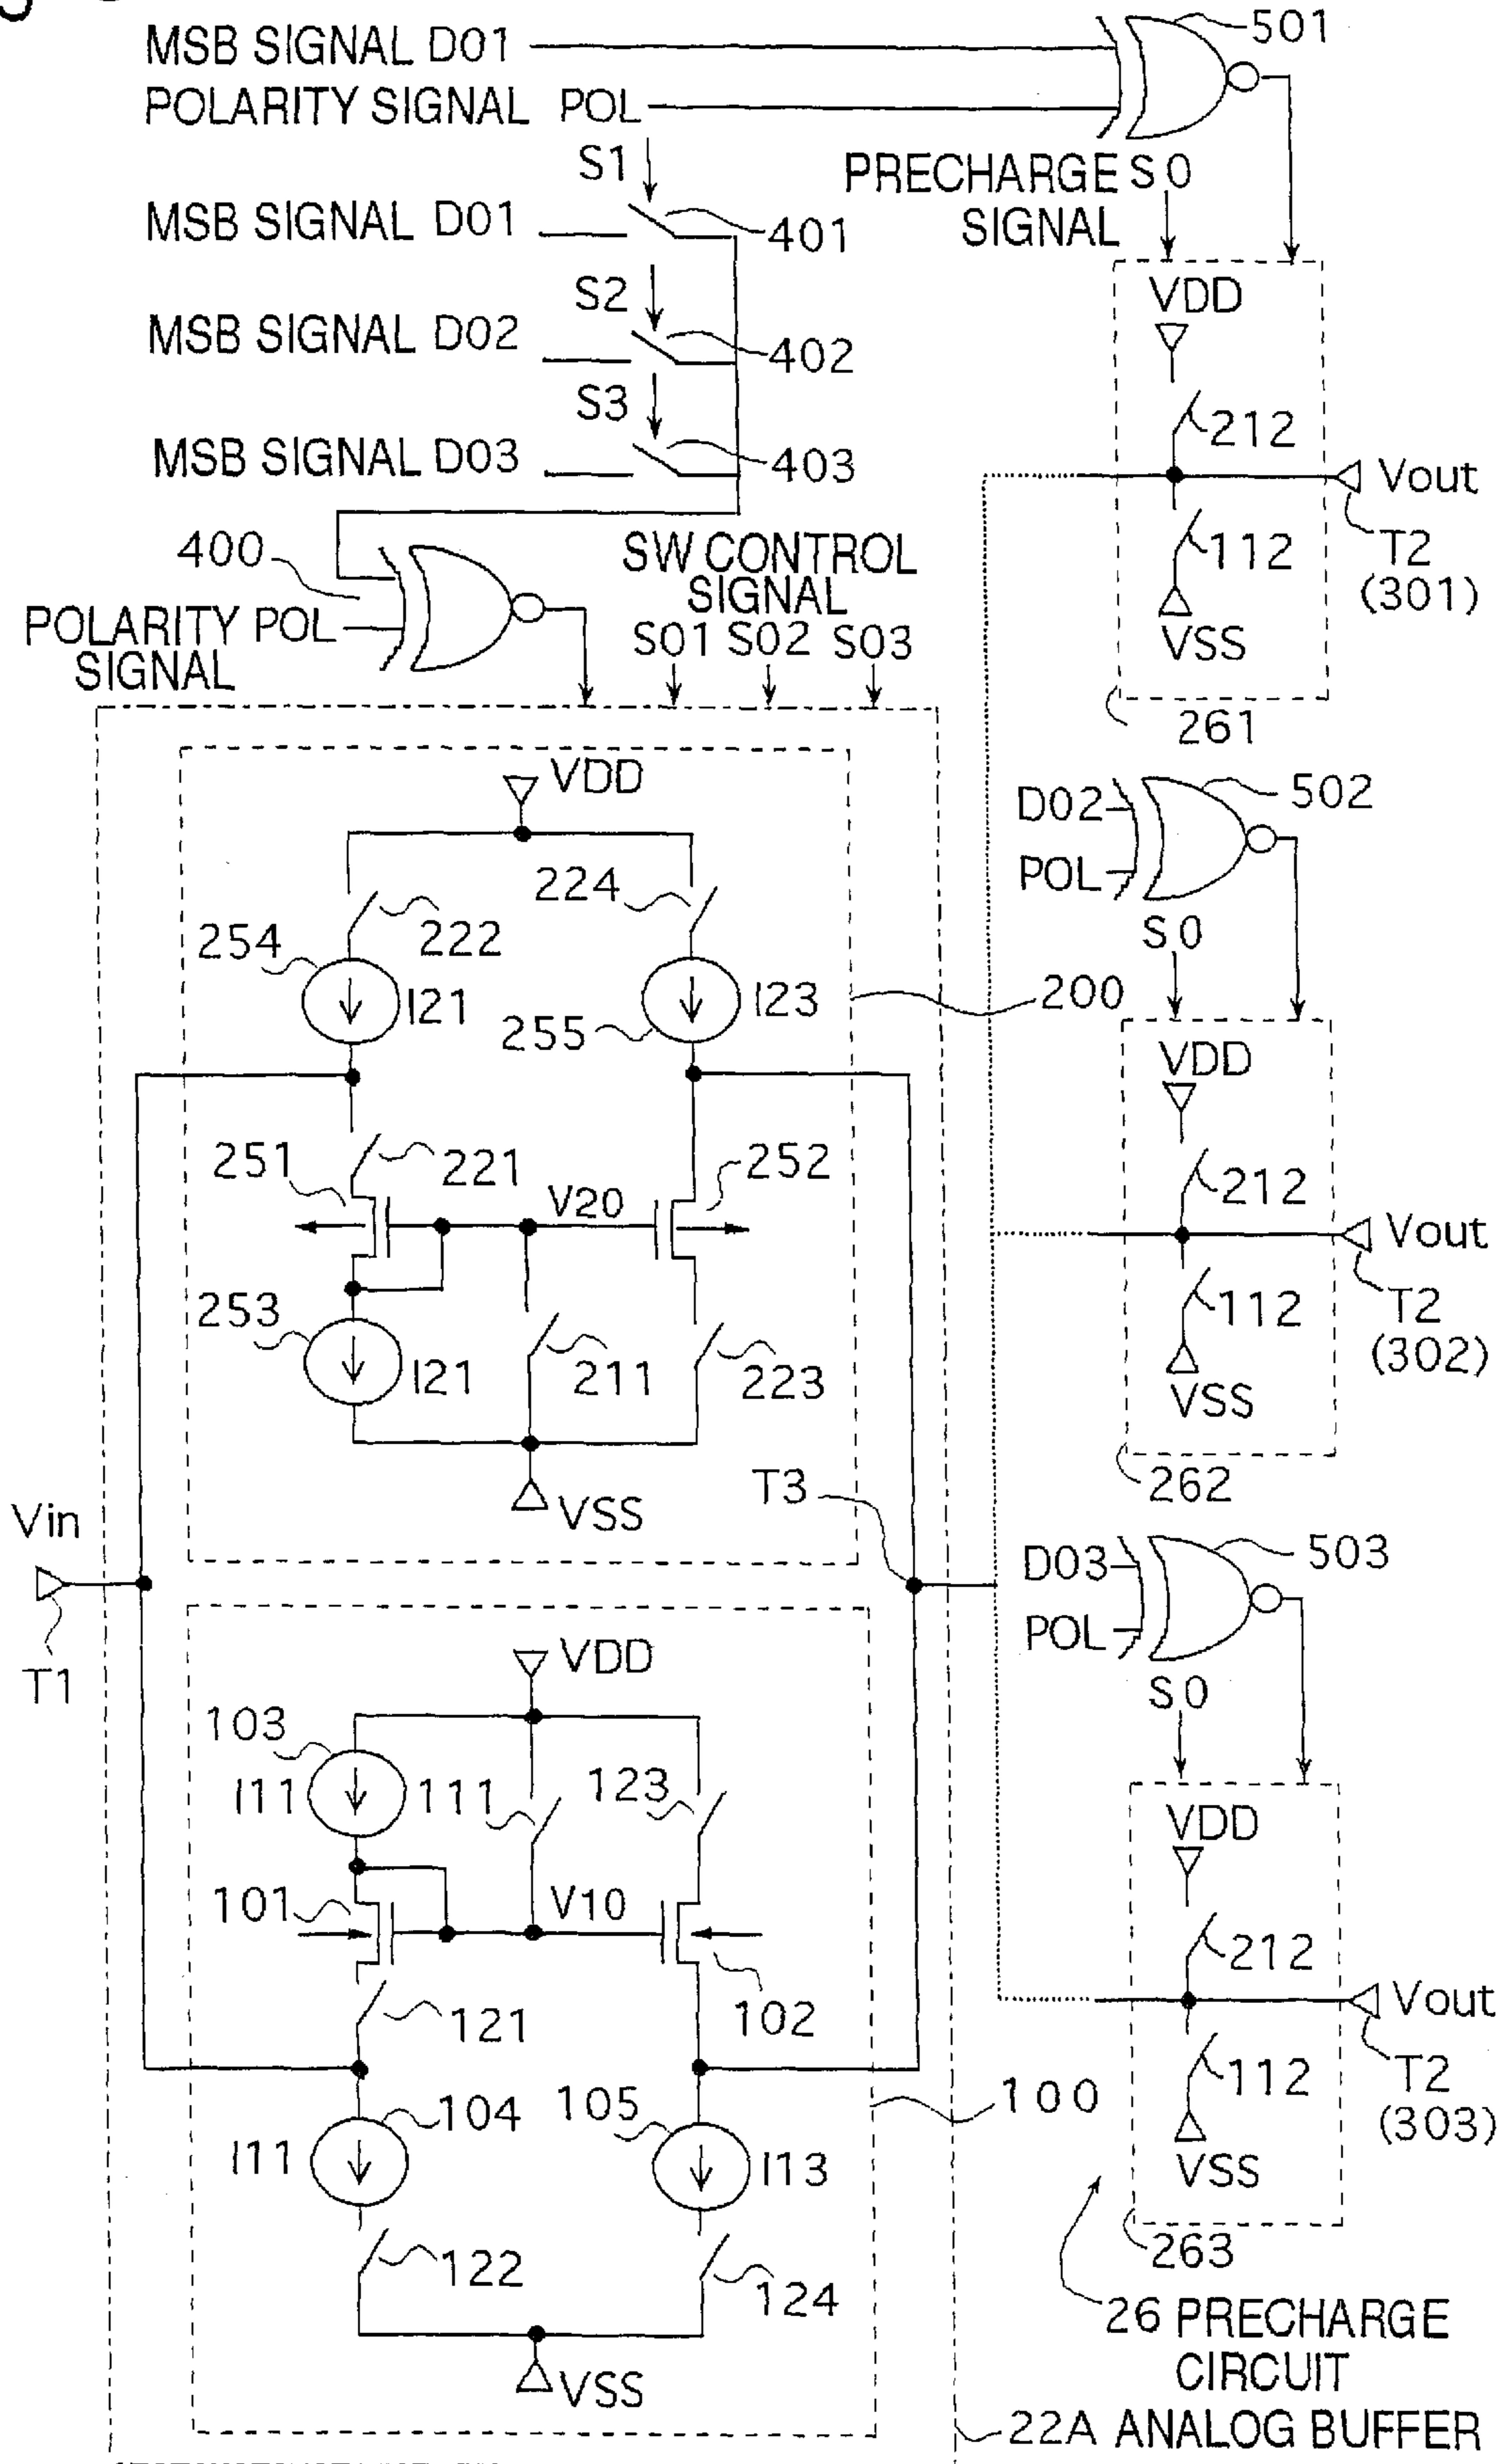 MSB SIGNAL D01
501
POLARITY SIGNAL POL
S1
PRECHARGE SIGNAL
S0
MSB SIGNAL D01
401
S2
MSB SIGNAL D02
402
S3
MSB SIGNAL D03
403
VDD
212
Vout
T2
(301)
112
VSS
261
400
POLARITY SIGNAL
POL
SW CONTROL SIGNAL
S01 S02 S03
VDD
222
224
254
I21
255
I23
200
251
221
V20
252
253
I21
211
223
VSS
D02
POL
502
S0
VDD
212
Vout
T2
(302)
112
VSS
262
Vin
T1
T3
D03
POL
503
S0
VDD
103
I11
111
123
101
V10
102
121
104
I11
105
I13
100
122
124
VSS
VDD
212
Vout
T2
(303)
112
VSS
263
26 PRECHARGE
CIRCUIT
22A ANALOG BUFFER